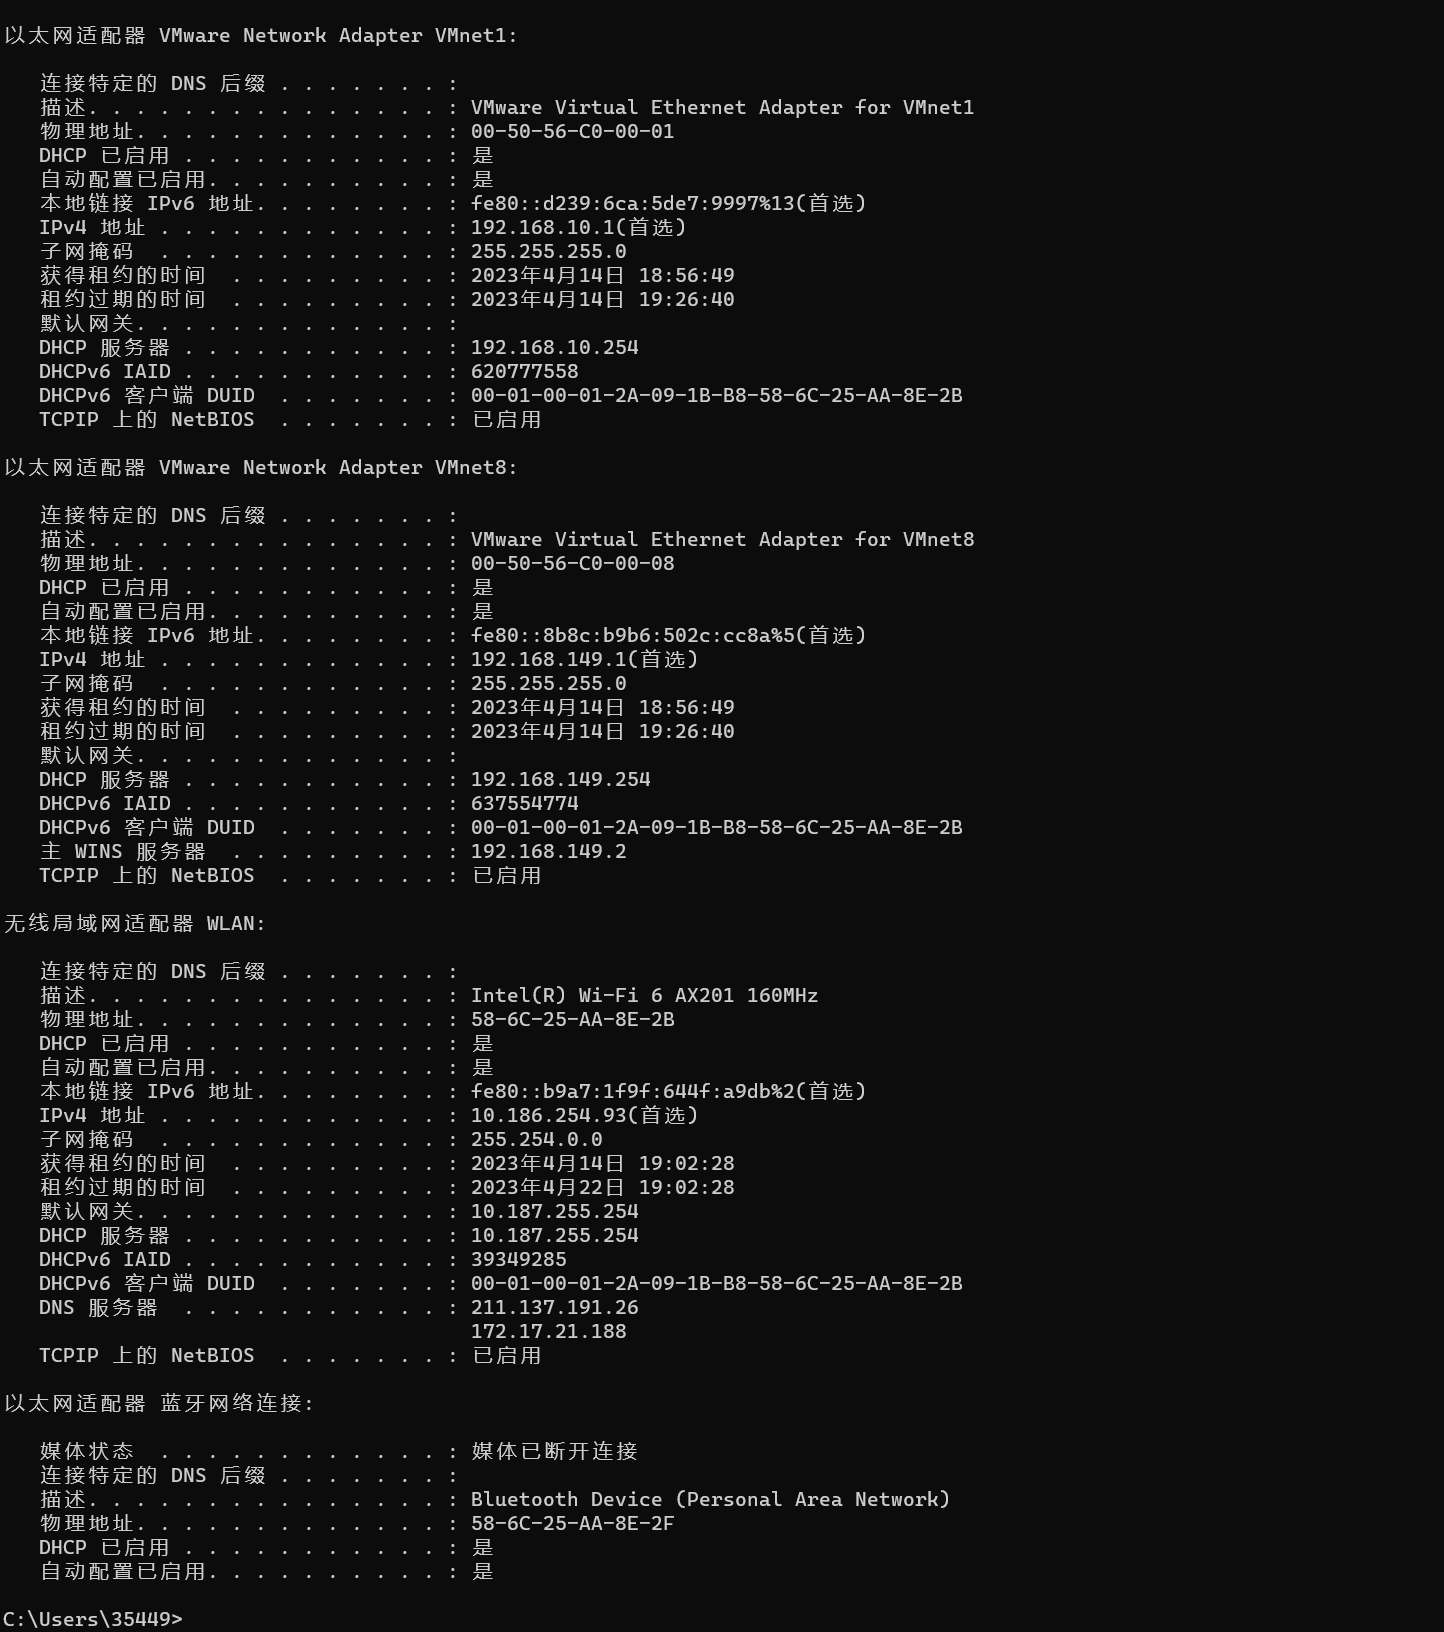 以太网适配器 VMware Network Adapter VMnet1:
连接特定的 DNS 后缀 . . . . . . . :
描述. . . . . . . . . . . . . . . : VMware Virtual Ethernet Adapter for VMnet1
物理地址. . . . . . . . . . . . . : 00-50-56-C0-00-01
DHCP 已启用 . . . . . . . . . . . : 是
自动配置已启用. . . . . . . . . . : 是
本地链接 IPv6 地址. . . . . . . . : fe80::d239:6ca:5de7:9997%13(首选)
IPv4 地址 . . . . . . . . . . . . : 192.168.10.1(首选)
子网掩码  . . . . . . . . . . . . : 255.255.255.0
获得租约的时间  . . . . . . . . . : 2023年4月14日 18:56:49
租约过期的时间  . . . . . . . . . : 2023年4月14日 19:26:40
默认网关. . . . . . . . . . . . . :
DHCP 服务器 . . . . . . . . . . . : 192.168.10.254
DHCPv6 IAID . . . . . . . . . . . : 620777558
DHCPv6 客户端 DUID  . . . . . . . : 00-01-00-01-2A-09-1B-B8-58-6C-25-AA-8E-2B
TCPIP 上的 NetBIOS  . . . . . . . : 已启用
以太网适配器 VMware Network Adapter VMnet8:
连接特定的 DNS 后缀 . . . . . . . :
描述. . . . . . . . . . . . . . . : VMware Virtual Ethernet Adapter for VMnet8
物理地址. . . . . . . . . . . . . : 00-50-56-C0-00-08
DHCP 已启用 . . . . . . . . . . . : 是
自动配置已启用. . . . . . . . . . : 是
本地链接 IPv6 地址. . . . . . . . : fe80::8b8c:b9b6:502c:cc8a%5(首选)
IPv4 地址 . . . . . . . . . . . . : 192.168.149.1(首选)
子网掩码  . . . . . . . . . . . . : 255.255.255.0
获得租约的时间  . . . . . . . . . : 2023年4月14日 18:56:49
租约过期的时间  . . . . . . . . . : 2023年4月14日 19:26:40
默认网关. . . . . . . . . . . . . :
DHCP 服务器 . . . . . . . . . . . : 192.168.149.254
DHCPv6 IAID . . . . . . . . . . . : 637554774
DHCPv6 客户端 DUID  . . . . . . . : 00-01-00-01-2A-09-1B-B8-58-6C-25-AA-8E-2B
主 WINS 服务器  . . . . . . . . . : 192.168.149.2
TCPIP 上的 NetBIOS  . . . . . . . : 已启用
无线局域网适配器 WLAN:
连接特定的 DNS 后缀 . . . . . . . :
描述. . . . . . . . . . . . . . . : Intel(R) Wi-Fi 6 AX201 160MHz
物理地址. . . . . . . . . . . . . : 58-6C-25-AA-8E-2B
DHCP 已启用 . . . . . . . . . . . : 是
自动配置已启用. . . . . . . . . . : 是
本地链接 IPv6 地址. . . . . . . . : fe80::b9a7:1f9f:644f:a9db%2(首选)
IPv4 地址 . . . . . . . . . . . . : 10.186.254.93(首选)
子网掩码  . . . . . . . . . . . . : 255.254.0.0
获得租约的时间  . . . . . . . . . : 2023年4月14日 19:02:28
租约过期的时间  . . . . . . . . . : 2023年4月22日 19:02:28
默认网关. . . . . . . . . . . . . : 10.187.255.254
DHCP 服务器 . . . . . . . . . . . : 10.187.255.254
DHCPv6 IAID . . . . . . . . . . . : 39349285
DHCPv6 客户端 DUID  . . . . . . . : 00-01-00-01-2A-09-1B-B8-58-6C-25-AA-8E-2B
DNS 服务器  . . . . . . . . . . . : 211.137.191.26
172.17.21.188
TCPIP 上的 NetBIOS  . . . . . . . : 已启用
以太网适配器 蓝牙网络连接:
媒体状态  . . . . . . . . . . . . : 媒体已断开连接
连接特定的 DNS 后缀 . . . . . . . :
描述. . . . . . . . . . . . . . . : Bluetooth Device (Personal Area Network)
物理地址. . . . . . . . . . . . . : 58-6C-25-AA-8E-2F
DHCP 已启用 . . . . . . . . . . . : 是
自动配置已启用. . . . . . . . . . : 是
C:\Users\35449>